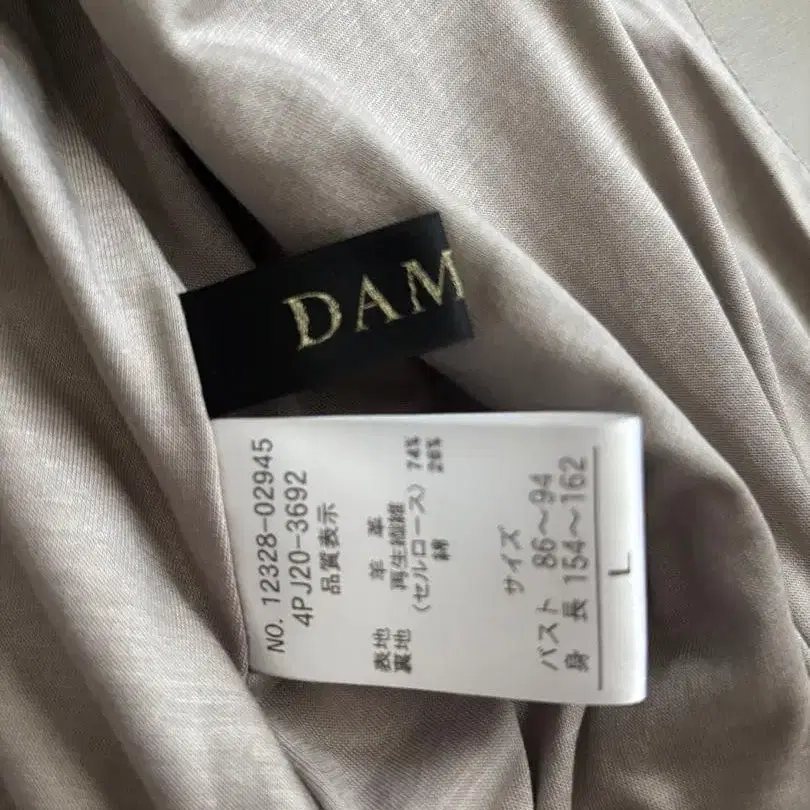 DAM
NO. 12328-02945
4PJ20-3692
品質表示
表地 羊革
裏地 再生繊維 74%
(セルロース)
綿 26%
サイズ
バスト 86〜94
身長 154〜162
L